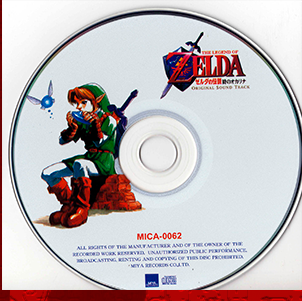 THE LEGEND OF
ZELDA
ゼルダの伝説 時のオカリナ
ORIGINAL SOUND TRACK
MICA-0062
ALL RIGHTS OF THE MANUFACTURER AND OF THE OWNER OF THE
RECORDED WORK RESERVED. UNAUTHORIZED PUBLIC PERFORMANCE,
BROADCASTING, RENTING AND COPYING OF THIS DISC PROHIBITED.
MIYA RECORDS CO.,LTD.